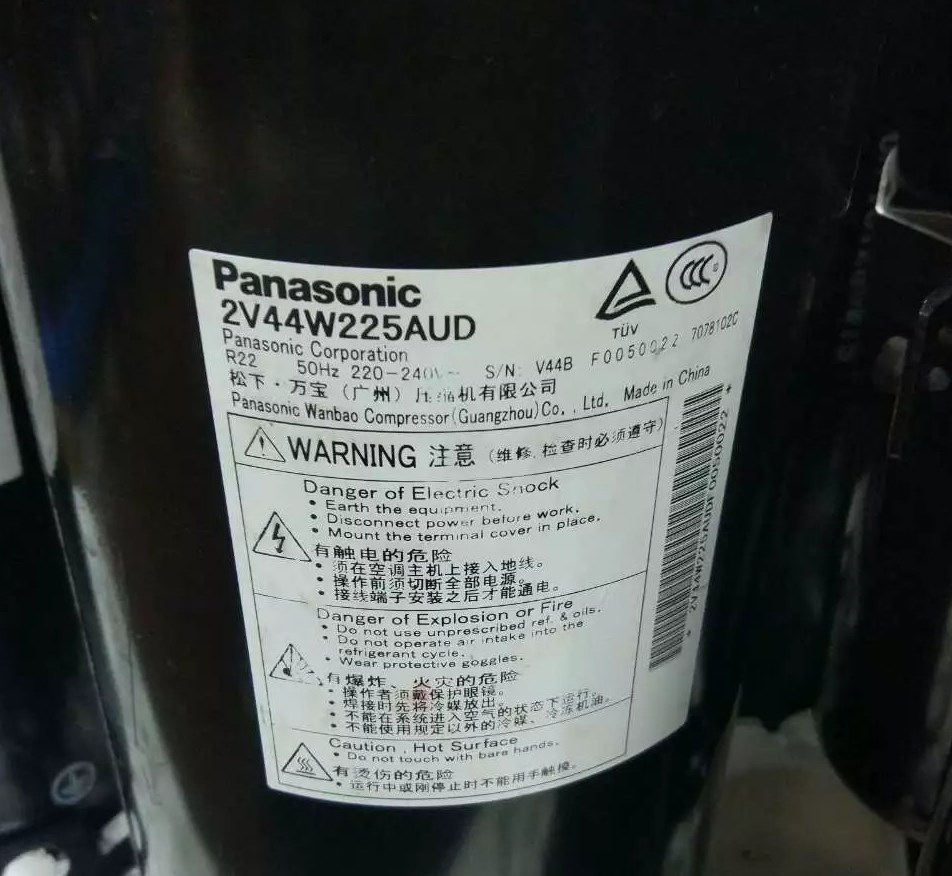 Panasonic
2V44W225AUD
Panasonic Corporation
R22 50Hz 220-240V~ S/N: V44B F0050022 7078102C
松下·万宝（广州）压缩机有限公司
Panasonic Wanbao Compressor(Guangzhou)Co., Ltd. Made in China
TÜV
CCC
WARNING 注意（维修.检查时必须遵守）
Danger of Electric Shock
• Earth the equipment.
• Disconnect power before work.
• Mount the terminal cover in place.
有触电的危险
• 须在空调主机上接入地线。
• 操作前须切断全部电源。
• 接线端子安装之后才能通电。
Danger of Explosion or Fire
• Do not use unprescribed ref. & oils.
• Do not operate air intake into the
refrigerant cycle.
• Wear protective goggles.
有爆炸、火灾的危险
• 操作者须戴保护眼镜。
• 焊接时先将冷媒放出。
• 不能在系统进入空气的状态下运行。
• 不能使用规定以外的冷媒、冷冻机油。
Caution , Hot Surface
• Do not touch with bare hands.
有烫伤的危险
• 运行中或刚停止时不能用手触摸。
* 2V44W225AUDF 0050022 *